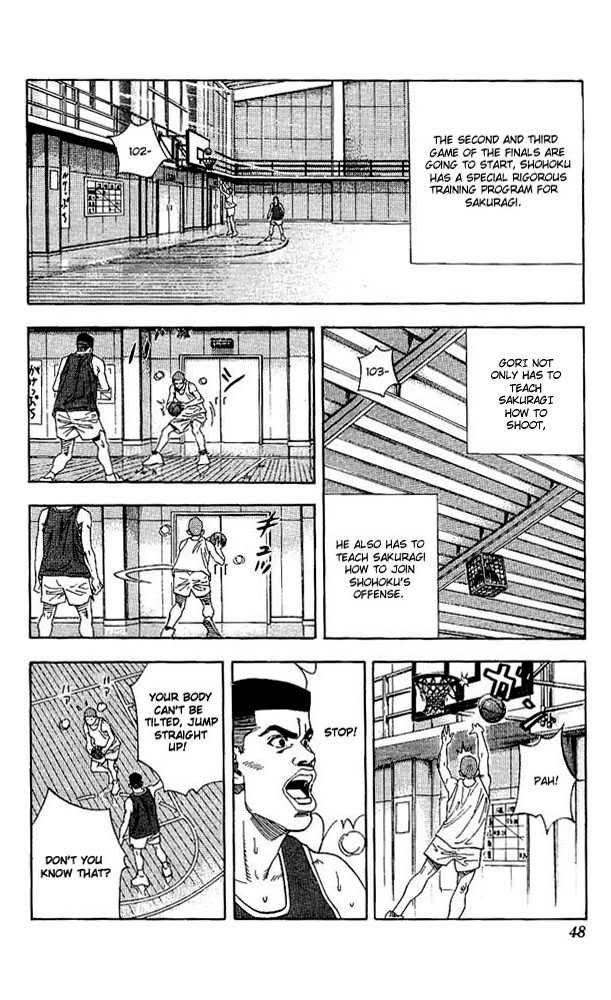 THE SECOND AND THIRD
GAME OF THE FINALS ARE
GOING TO START, SHOHOKU
HAS A SPECIAL RIGOROUS
TRAINING PROGRAM FOR
SAKURAGI.
102-
GORI NOT
ONLY HAS TO
TEACH
SAKURAGI
HOW TO
SHOOT,
103-
HE ALSO HAS TO
TEACH SAKURAGI
HOW TO JOIN
SHOHOKU'S
OFFENSE.
キュッ
PAH!
STOP!
YOUR BODY
CAN'T BE
TILTED, JUMP
STRAIGHT
UP!
DON'T YOU
KNOW THAT?
48